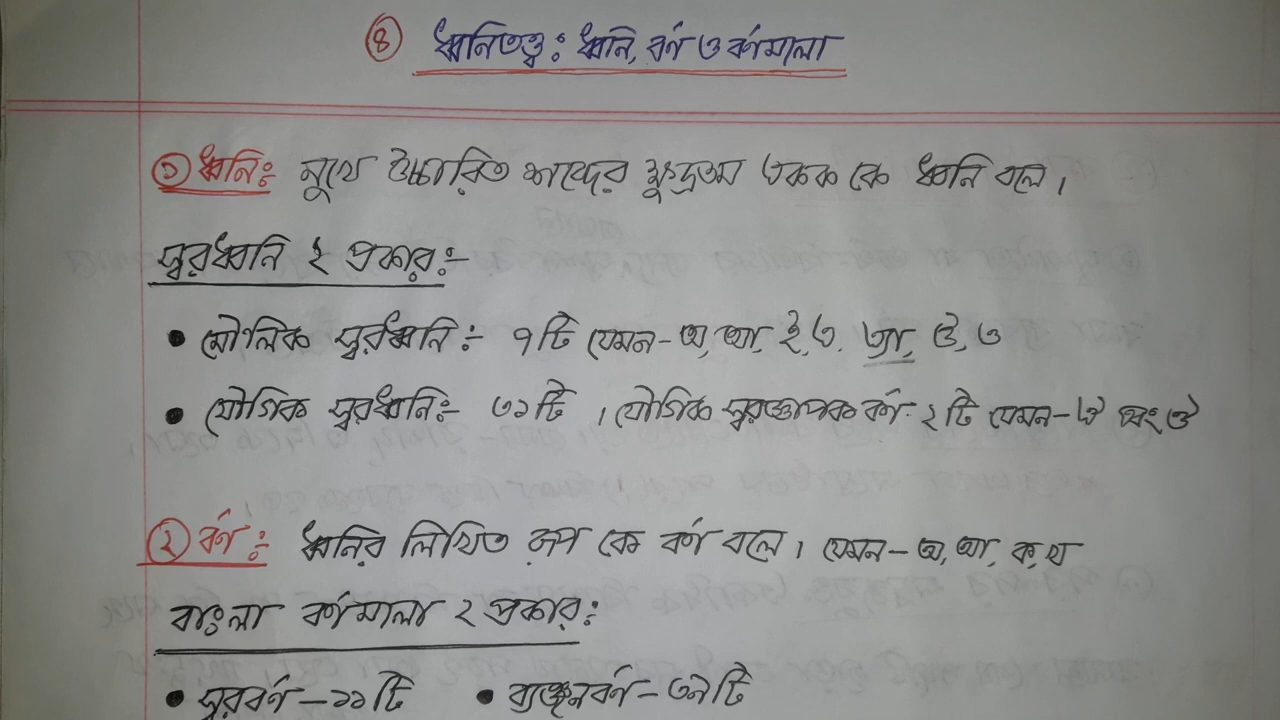 ৪ ধ্বনিতত্ত্ব: ধ্বনি, বর্ণ ও বর্ণমালা
১ ধ্বনি: মুখে উচ্চারিত শব্দের ক্ষুদ্রতম একক কে ধ্বনি বলে।
স্বরধ্বনি ২ প্রকার:-
• মৌলিক স্বরধ্বনি:- ৭টি যেমন- অ, আ, ই, এ, অ্যা, উ, ও
• যৌগিক স্বরধ্বনি:- ৩১টি । যৌগিক স্বরজ্ঞাপক বর্ণ- ২টি যেমন- ঐ এবং ঔ
২ বর্ণ: ধ্বনির লিখিত রূপ কে বর্ণ বলে। যেমন- অ, আ, ক, খ
বাংলা বর্ণমালা ২ প্রকার:
• স্বরবর্ণ - ১১টি • ব্যঞ্জনবর্ণ - ৩৯টি